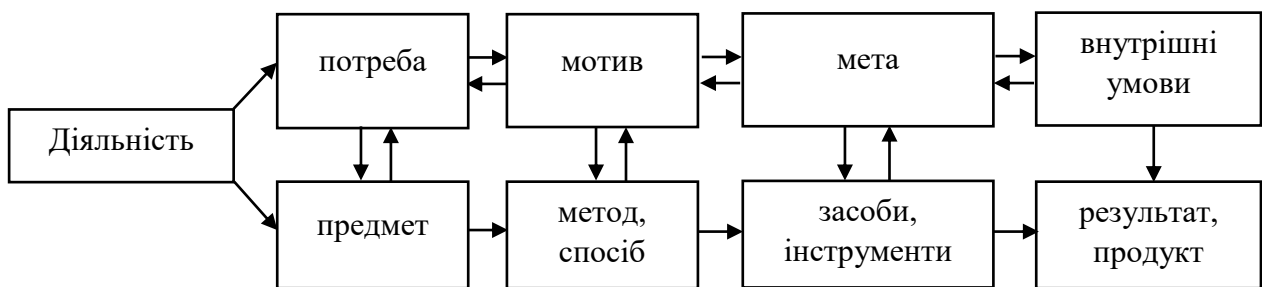 потреба
мотив
мета
внутрішні
умови
Діяльність
предмет
метод,
спосіб
засоби,
інструменти
результат,
продукт